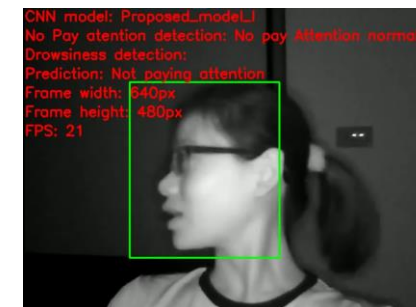 CNN model: Proposed_model_I
No Pay atention detection: No pay Attention norma
Drowsiness detection:
Prediction: Not paying attention
Frame width: 640px
Frame height: 480px
FPS: 21